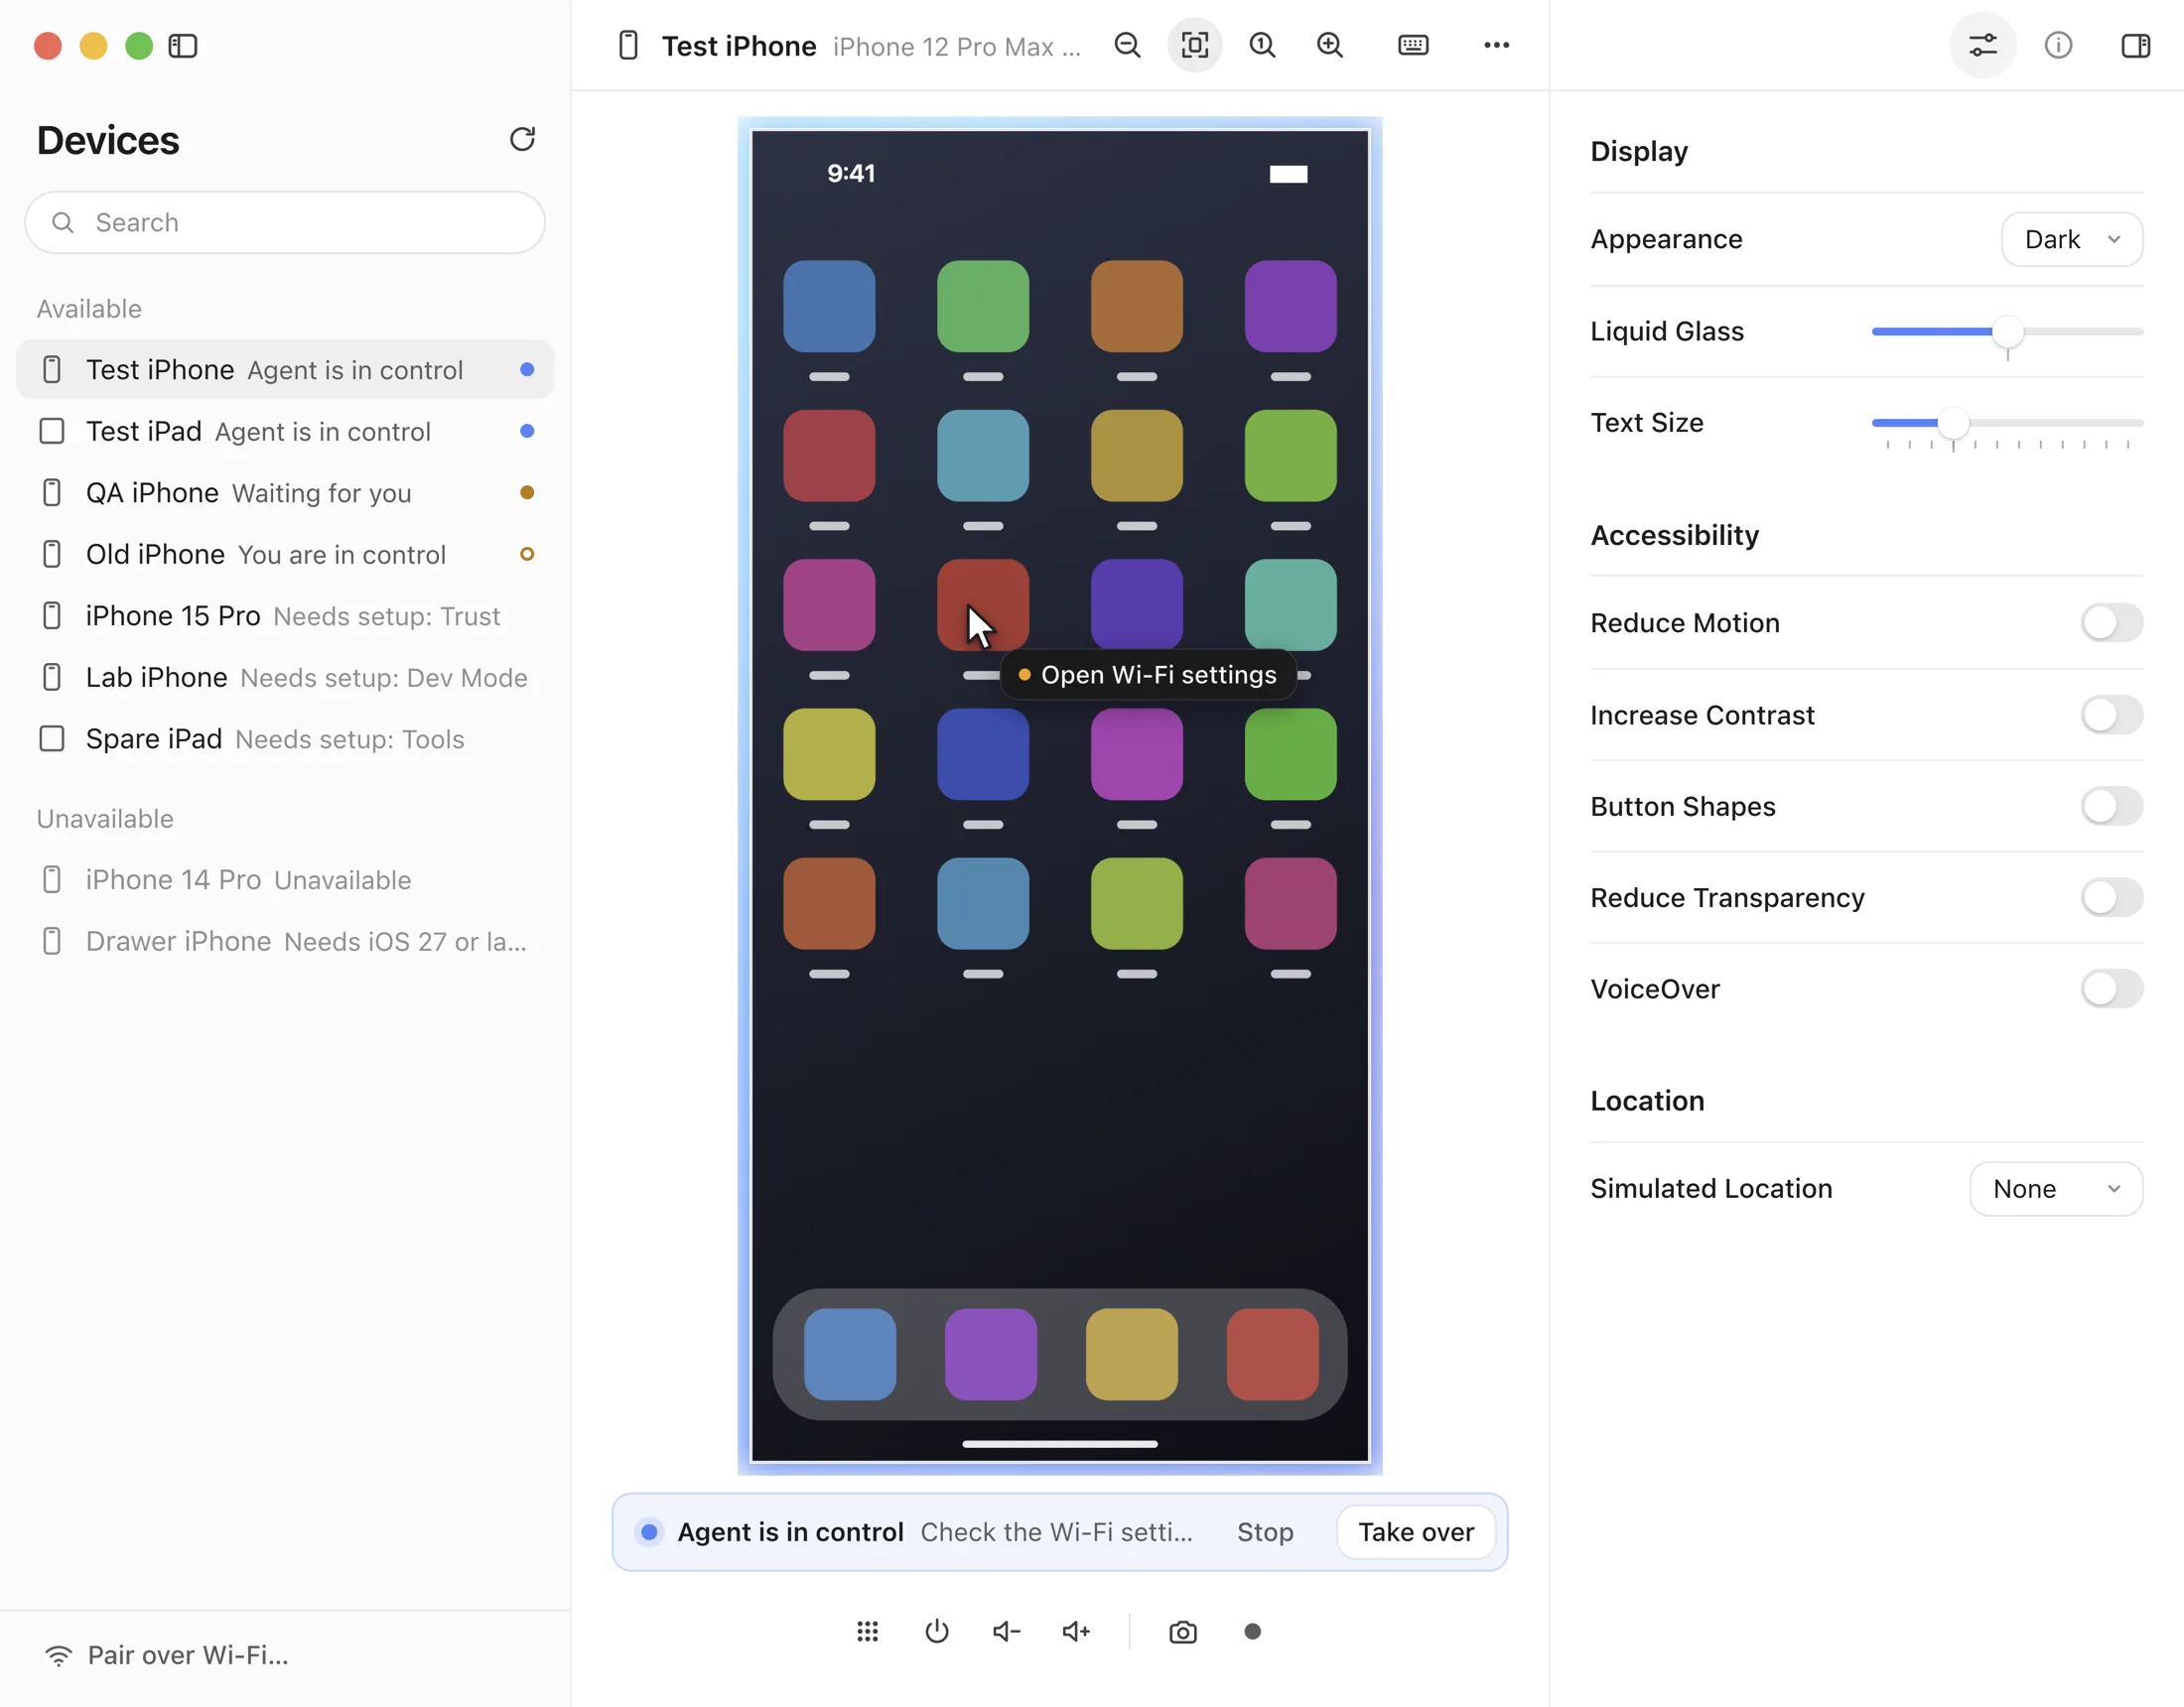 Test iPhone iPhone 12 Pro Max ...
Devices
Search
Available
Test iPhone Agent is in control
Test iPad Agent is in control
QA iPhone Waiting for you
Old iPhone You are in control
iPhone 15 Pro Needs setup: Trust
Lab iPhone Needs setup: Dev Mode
Spare iPad Needs setup: Tools
Unavailable
iPhone 14 Pro Unavailable
Drawer iPhone Needs iOS 27 or la...
Pair over Wi-Fi...
9:41
Open Wi-Fi settings
Agent is in control Check the Wi-Fi setti... Stop Take over
Display
Appearance Dark
Liquid Glass
Text Size
Accessibility
Reduce Motion
Increase Contrast
Button Shapes
Reduce Transparency
VoiceOver
Location
Simulated Location None